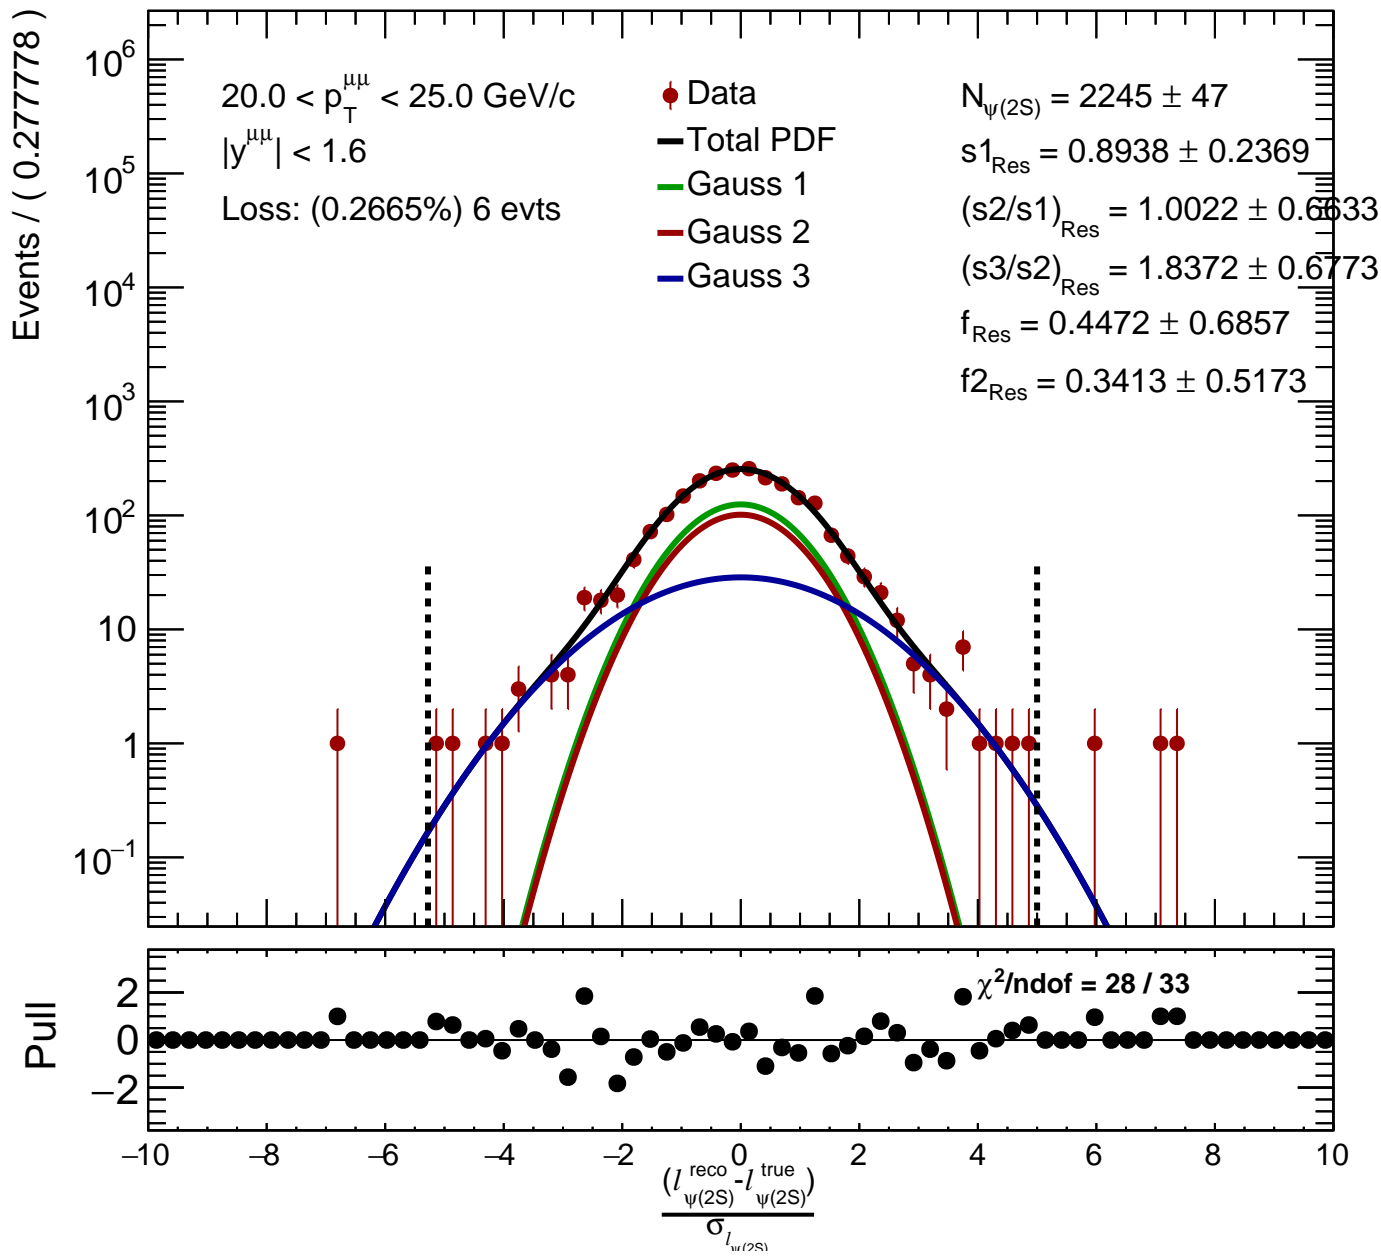 Events / ( 0.277778 )
10^6
10^5
10^4
10^3
10^2
10
1
10^−1
20.0 < p_T^μμ < 25.0 GeV/c
|y^μμ| < 1.6
Loss: (0.2665%) 6 evts
Data
Total PDF
Gauss 1
Gauss 2
Gauss 3
N_ψ(2S) = 2245 ± 47
s1_Res = 0.8938 ± 0.2369
(s2/s1)_Res = 1.0022 ± 0.6633
(s3/s2)_Res = 1.8372 ± 0.6773
f_Res = 0.4472 ± 0.6857
f2_Res = 0.3413 ± 0.5173
Pull
2
0
−2
χ²/ndof = 28 / 33
−10 −8 −6 −4 −2 0 2 4 6 8 10
(l_ψ(2S)^reco - l_ψ(2S)^true)
σ_l_ψ(2S)